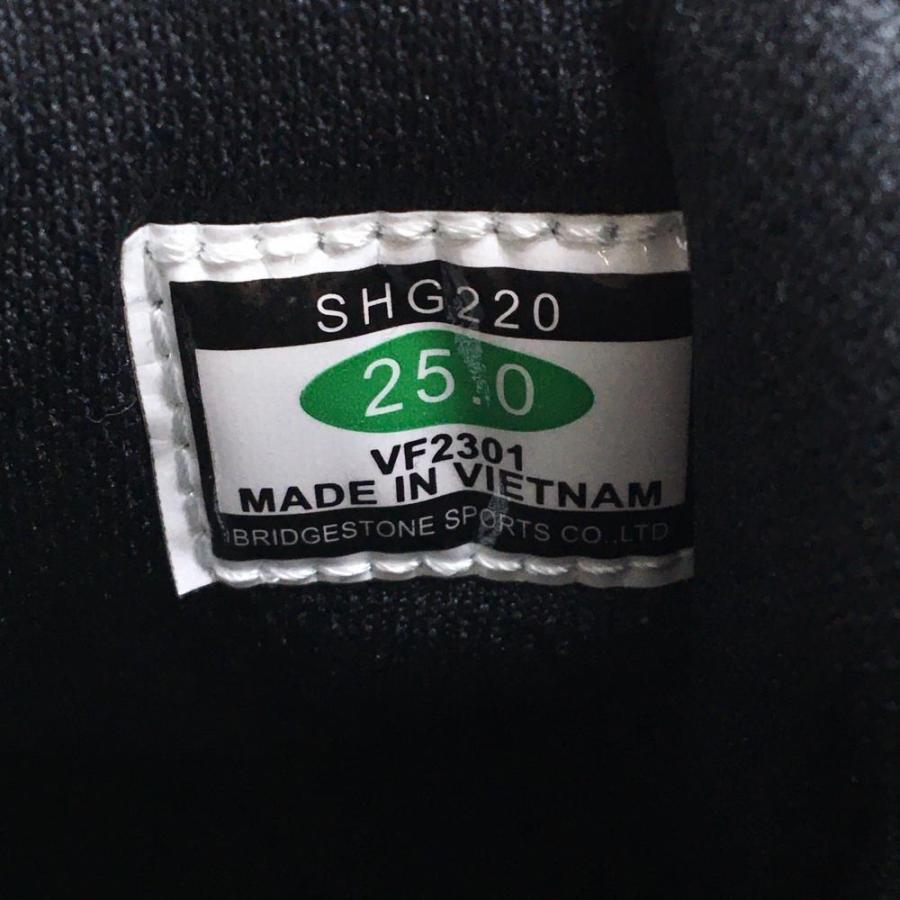 SHG220
25.0
VF2301
MADE IN VIETNAM
BRIDGESTONE SPORTS CO.,LTD